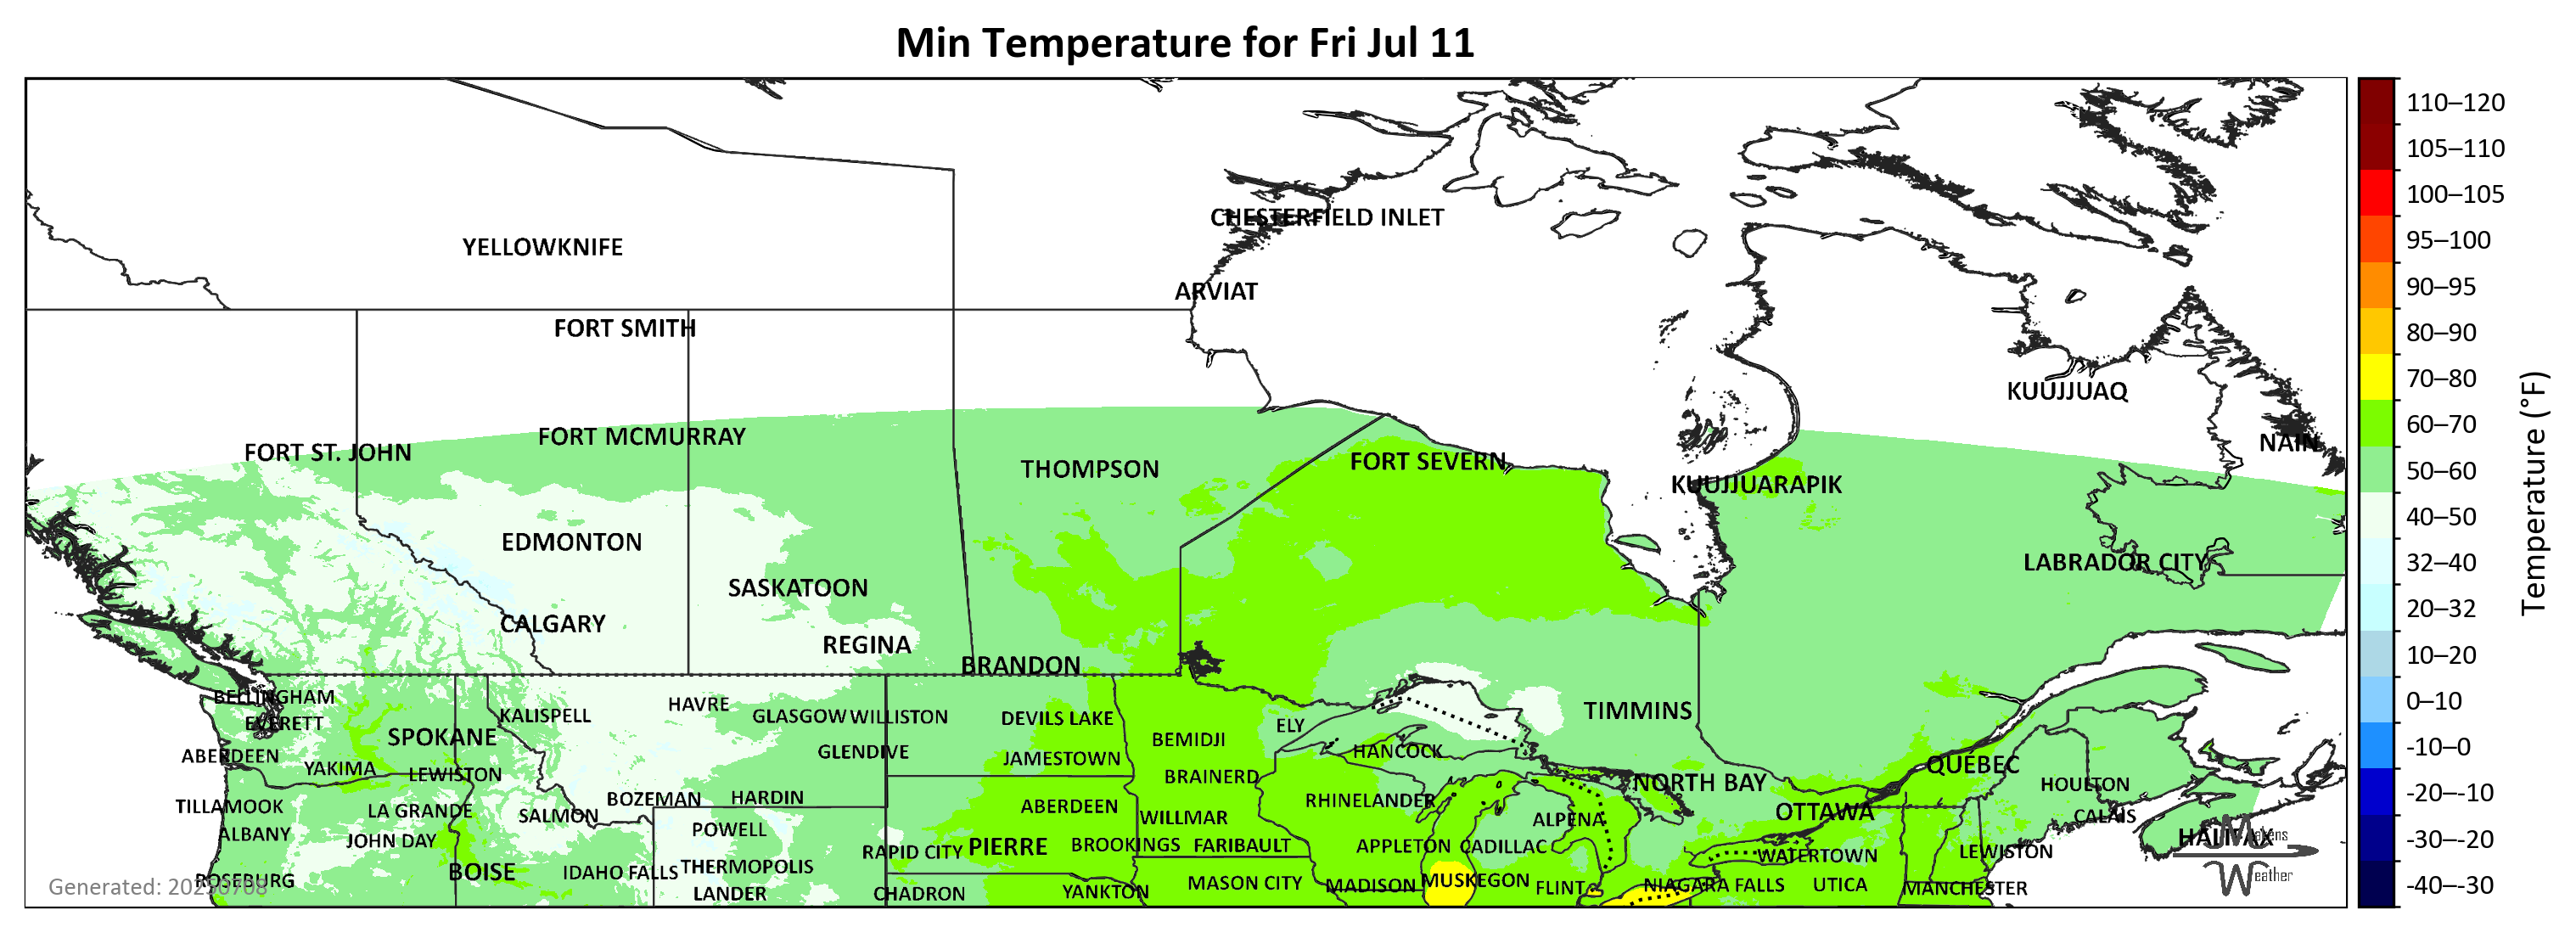 Min Temperature for Fri Jul 11
110–120
105–110
100–105
95–100
90–95
80–90
70–80
60–70
50–60
40–50
32–40
20–32
10–20
0–10
-10–0
-20–-10
-30–-20
-40–-30
Temperature (°F)
CHESTERFIELD INLET
YELLOWKNIFE
ARVIAT
FORT SMITH
KUUJJUAQ
FORT MCMURRAY
NAIN
FORT ST. JOHN
FORT SEVERN
THOMPSON
KUUJJUARAPIK
EDMONTON
LABRADOR CITY
SASKATOON
CALGARY
REGINA
BRANDON
BELLINGHAM
HAVRE
TIMMINS
KALISPELL
GLASGOW
WILLISTON
DEVILS LAKE
EVERETT
ELY
SPOKANE
BEMIDJI
ABERDEEN
GLENDIVE
JAMESTOWN
HANCOCK
QUÉBEC
YAKIMA
LEWISTON
BRAINERD
NORTH BAY
HOULTON
BOZEMAN
HARDIN
RHINELANDER
TILLAMOOK
LA GRANDE
ABERDEEN
OTTAWA
SALMON
WILLMAR
ALPENA
CALAIS
ALBANY
JOHN DAY
POWELL
HALIFAX
RAPID CITY
PIERRE
BROOKINGS
FARIBAULT
APPLETON
CADILLAC
WATERTOWN
LEWISTON
THERMOPOLIS
BOISE
IDAHO FALLS
ROSEBURG
MASON CITY
MADISON
MUSKEGON
FLINT
NIAGARA FALLS
UTICA
MANCHESTER
LANDER
CHADRON
YANKTON
Generated: 20250708
Makens
Weather